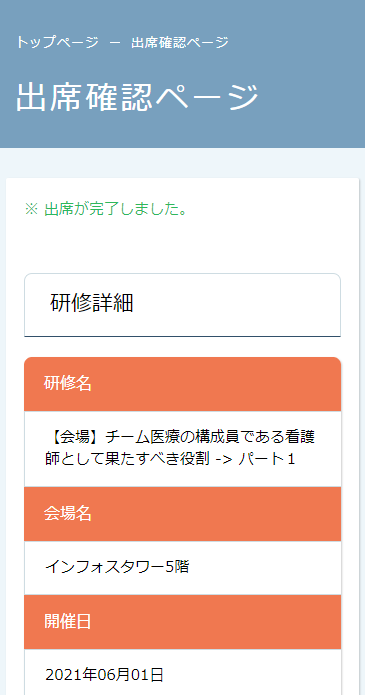 トップページ － 出席確認ページ
出席確認ページ
※ 出席が完了しました。
研修詳細
研修名
【会場】チーム医療の構成員である看護
師として果たすべき役割 -> パート１
会場名
インフォスタワー5階
開催日
2021年06月01日